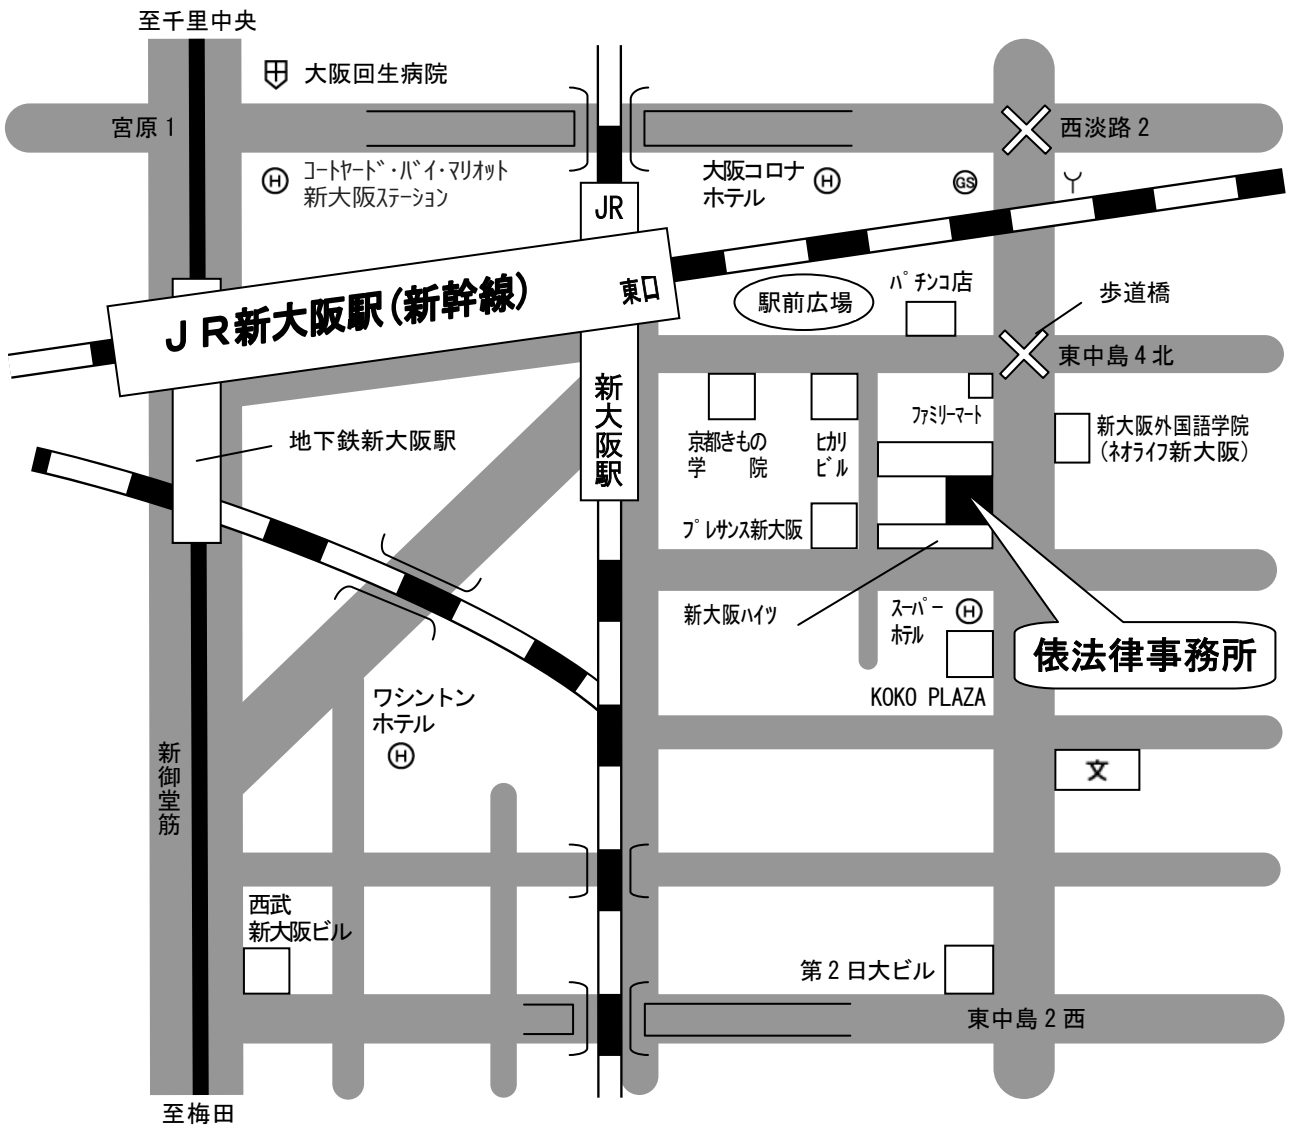 至千里中央
大阪回生病院
宮原1
西淡路2
コートヤード・バイ・マリオット
新大阪ステーション
Ⓗ
大阪コロナ
ホテル
Ⓗ
GS
JR
JR新大阪駅(新幹線)
東口
駅前広場
パチンコ店
歩道橋
東中島4北
新大阪駅
地下鉄新大阪駅
京都きもの
学 院
ヒカリ
ビル
ファミリーマート
新大阪外国語学院
(ネオライフ新大阪)
プレサンス新大阪
新大阪ハイツ
スーパー
ホテル
Ⓗ
俵法律事務所
KOKO PLAZA
ワシントン
ホテル
Ⓗ
新御堂筋
文
西武
新大阪ビル
第2日大ビル
東中島2西
至梅田